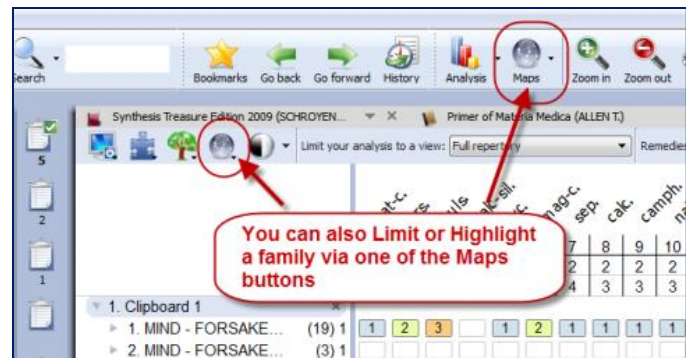 Search
Bookmarks Go back Go forward History Analysis Maps Zoom in Zoom out
Synthesis Treasure Edition 2009 (SCHROYEN... Primer of Materia Medica (ALLEN T.)
5
Limit your analysis to a view: Full repertory Remedies
2
mag-c. sep. calc. camph.
You can also Limit or Highlight
a family via one of the Maps
buttons
7 8 9 10
2 2 2 2
4 3 3 3
1
1. Clipboard 1
1. MIND - FORSAKE... (19) 1 1 2 3 1 2 1 1 1 1
2. MIND - FORSAKE... (3) 1